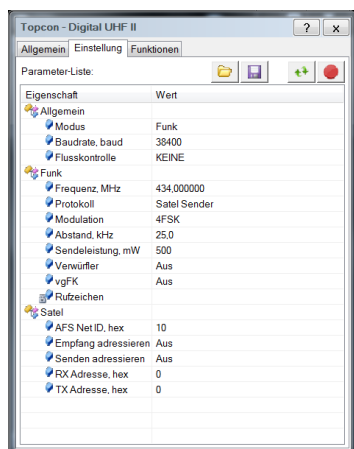 Topcon - Digital UHF II ? x
Allgemein Einstellung Funktionen
Parameter-Liste:
Eigenschaft Wert
Allgemein
Modus Funk
Baudrate, baud 38400
Flusskontrolle KEINE
Funk
Frequenz, MHz 434,000000
Protokoll Satel Sender
Modulation 4FSK
Abstand, kHz 25,0
Sendeleistung, mW 500
Verwürfler Aus
vgFK Aus
Rufzeichen
Satel
AFS Net ID, hex 10
Empfang adressieren Aus
Senden adressieren Aus
RX Adresse, hex 0
TX Adresse, hex 0